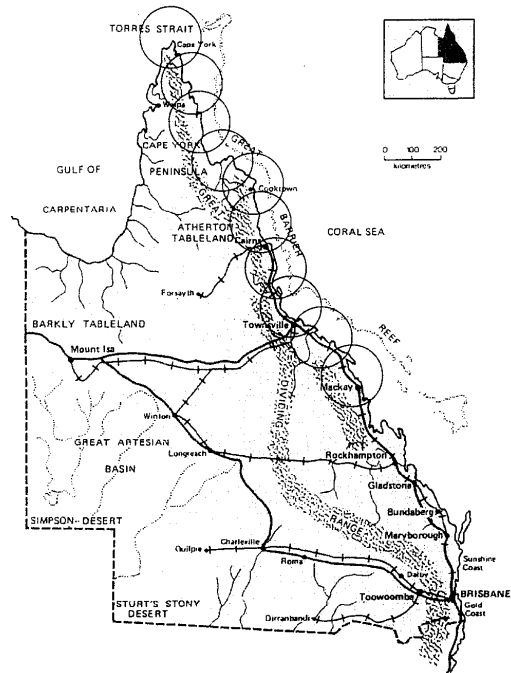 TORRES STRAIT
Cape York
Weipa
CAPE YORK
GREAT
GULF OF
PENINSULA
Cooktown
CARPENTARIA
GREAT
BARRIER
CORAL SEA
ATHERTON
TABLELAND
Cairns
Forsyth
0 200
kilometres
BARKLY TABLELAND
Townsville
REEF
Mount Isa
Mackay
DIVIDING
Winton
GREAT ARTESIAN
Longreach
Rockhampton
BASIN
Gladstone
Bundaberg
RANGE
SIMPSON DESERT
Maryborough
Charleville
Quilpie
Roma
Sunshine
Coast
Dalby
Toowoomba
BRISBANE
Gold
Coast
STURT'S STONY
DESERT
Dirranbandi